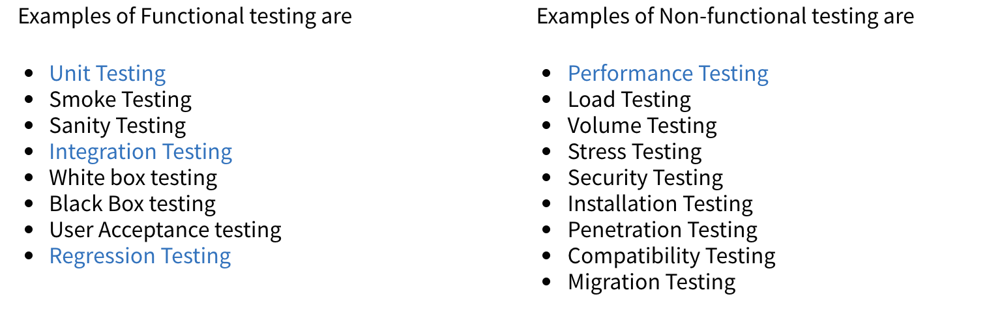 Examples of Functional testing are
• Unit Testing
• Smoke Testing
• Sanity Testing
• Integration Testing
• White box testing
• Black Box testing
• User Acceptance testing
• Regression Testing
Examples of Non-functional testing are
• Performance Testing
• Load Testing
• Volume Testing
• Stress Testing
• Security Testing
• Installation Testing
• Penetration Testing
• Compatibility Testing
• Migration Testing